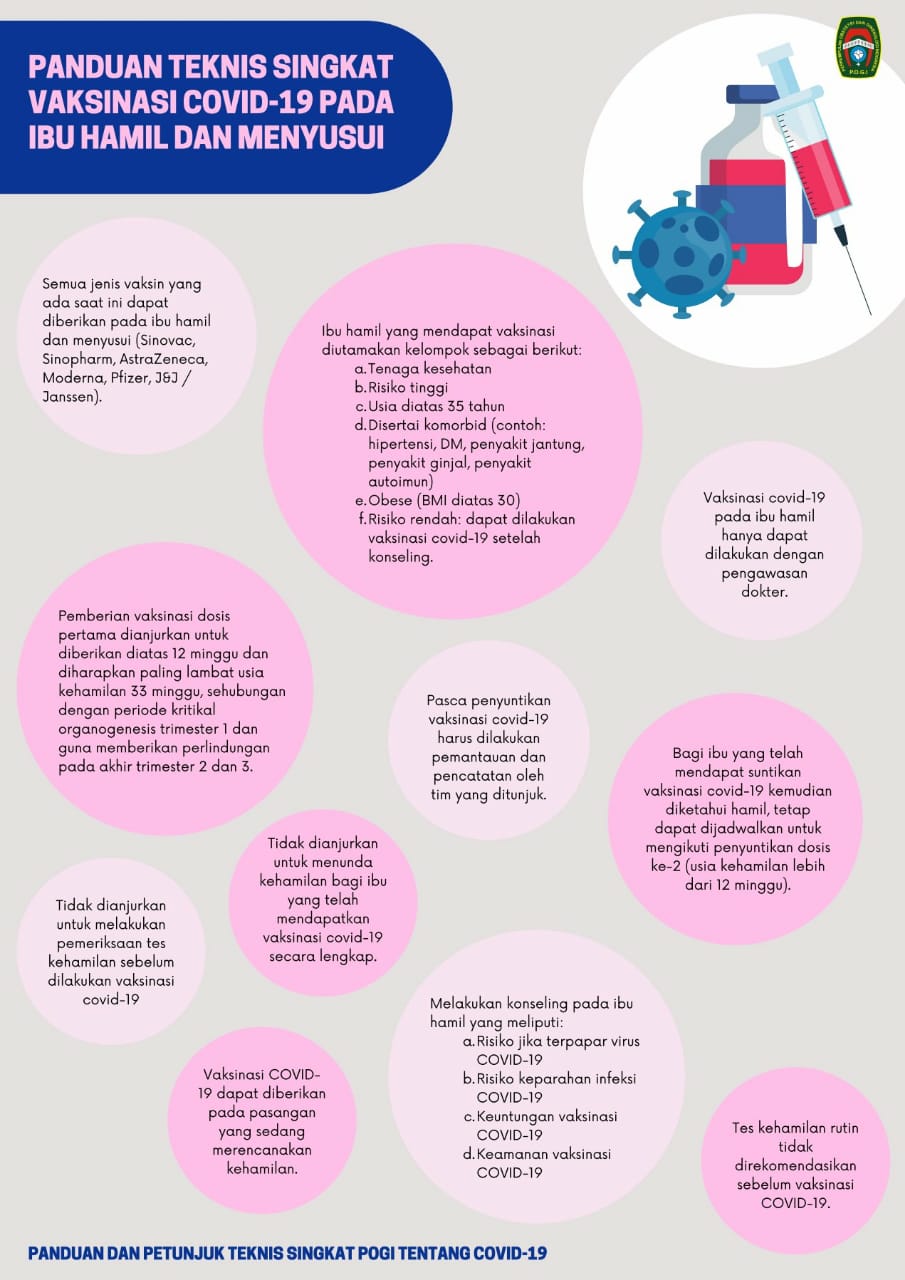 PANDUAN TEKNIS SINGKAT
VAKSINASI COVID-19 PADA
IBU HAMIL DAN MENYUSUI
P.O.G.I
Semua jenis vaksin yang
ada saat ini dapat
diberikan pada ibu hamil
dan menyusui (Sinovac,
Sinopharm, AstraZeneca,
Moderna, Pfizer, J&J /
Janssen).
Ibu hamil yang mendapat vaksinasi
diutamakan kelompok sebagai berikut:
a. Tenaga kesehatan
b. Risiko tinggi
c. Usia diatas 35 tahun
d. Disertai komorbid (contoh:
hipertensi, DM, penyakit jantung,
penyakit ginjal, penyakit
autoimun)
e. Obese (BMI diatas 30)
f. Risiko rendah: dapat dilakukan
vaksinasi covid-19 setelah
konseling.
Vaksinasi covid-19
pada ibu hamil
hanya dapat
dilakukan dengan
pengawasan
dokter.
Pemberian vaksinasi dosis
pertama dianjurkan untuk
diberikan diatas 12 minggu dan
diharapkan paling lambat usia
kehamilan 33 minggu, sehubungan
dengan periode kritikal
organogenesis trimester 1 dan
guna memberikan perlindungan
pada akhir trimester 2 dan 3.
Pasca penyuntikan
vaksinasi covid-19
harus dilakukan
pemantauan dan
pencatatan oleh
tim yang ditunjuk.
Bagi ibu yang telah
mendapat suntikan
vaksinasi covid-19 kemudian
diketahui hamil, tetap
dapat dijadwalkan untuk
mengikuti penyuntikan dosis
ke-2 (usia kehamilan lebih
dari 12 minggu).
Tidak dianjurkan
untuk menunda
kehamilan bagi ibu
yang telah
mendapatkan
vaksinasi covid-19
secara lengkap.
Tidak dianjurkan
untuk melakukan
pemeriksaan tes
kehamilan sebelum
dilakukan vaksinasi
covid-19
Melakukan konseling pada ibu
hamil yang meliputi:
a. Risiko jika terpapar virus
COVID-19
b. Risiko keparahan infeksi
COVID-19
c. Keuntungan vaksinasi
COVID-19
d. Keamanan vaksinasi
COVID-19
Vaksinasi COVID-
19 dapat diberikan
pada pasangan
yang sedang
merencanakan
kehamilan.
Tes kehamilan rutin
tidak
direkomendasikan
sebelum vaksinasi
COVID-19.
PANDUAN DAN PETUNJUK TEKNIS SINGKAT POGI TENTANG COVID-19